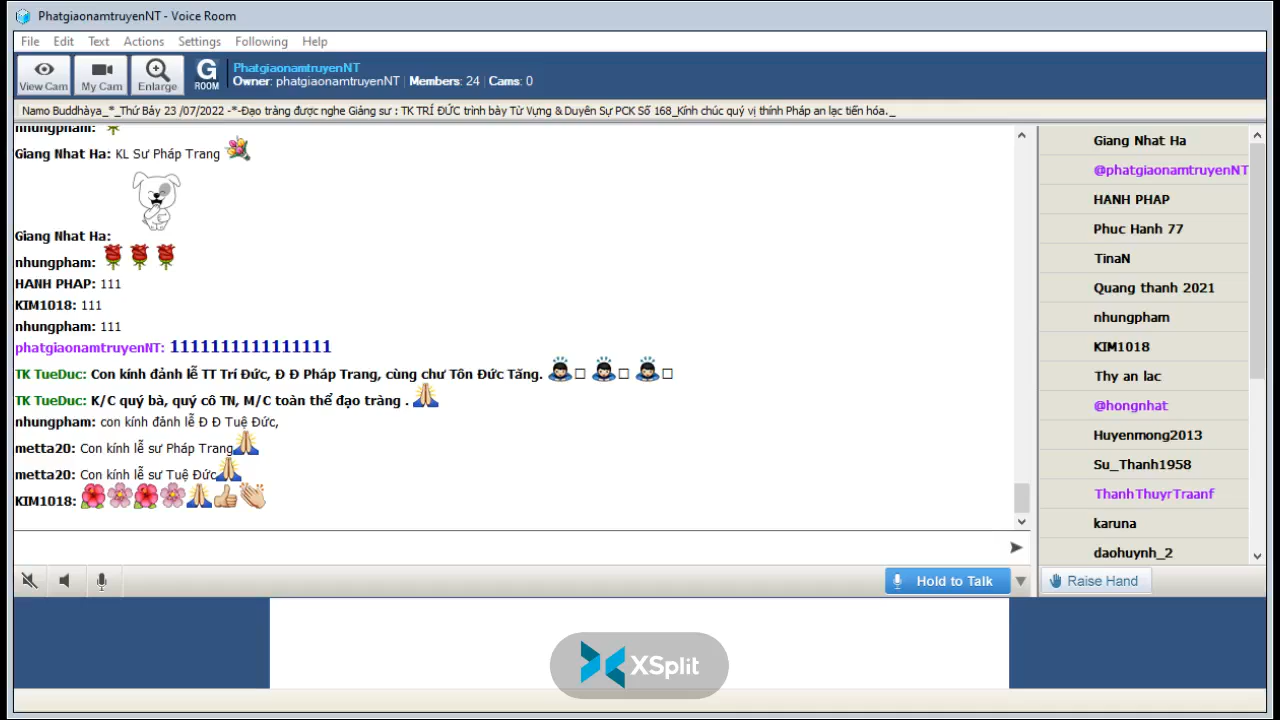 PhatgiaonamtruyenNT - Voice Room
File Edit Text Actions Settings Following Help
View Cam My Cam Enlarge G ROOM
PhatgiaonamtruyenNT
Owner: phatgiaonamtruyenNT Members: 24 Cams: 0
Namo Buddhàya_*_Thứ Bảy 23 /07/2022 -*-Đạo tràng được nghe Giảng sư : TK TRÍ ĐỨC trình bày Từ Vựng & Duyên Sự PCK Số 168_Kính chúc quý vị thính Pháp an lạc tiến hóa._
nhungpham:
Giang Nhat Ha: KL Sư Pháp Trang
Giang Nhat Ha:
nhungpham:
HANH PHAP: 111
KIM1018: 111
nhungpham: 111
phatgiaonamtruyenNT: 1111111111111111
TK TueDuc: Con kính đảnh lễ TT Trí Đức, Đ Đ Pháp Trang, cùng chư Tôn Đức Tăng.
TK TueDuc: K/C quý bà, quý cô TN, M/C toàn thể đạo tràng .
nhungpham: con kính đảnh lễ Đ Đ Tuệ Đức,
metta20: Con kính lễ sư Pháp Trang
metta20: Con kính lễ sư Tuệ Đức
KIM1018:
Giang Nhat Ha
@phatgiaonamtruyenNT
HANH PHAP
Phuc Hanh 77
TinaN
Quang thanh 2021
nhungpham
KIM1018
Thy an lac
@hongnhat
Huyenmong2013
Su_Thanh1958
ThanhThuyrTraanf
karuna
daohuynh_2
Hold to Talk
Raise Hand
XSplit